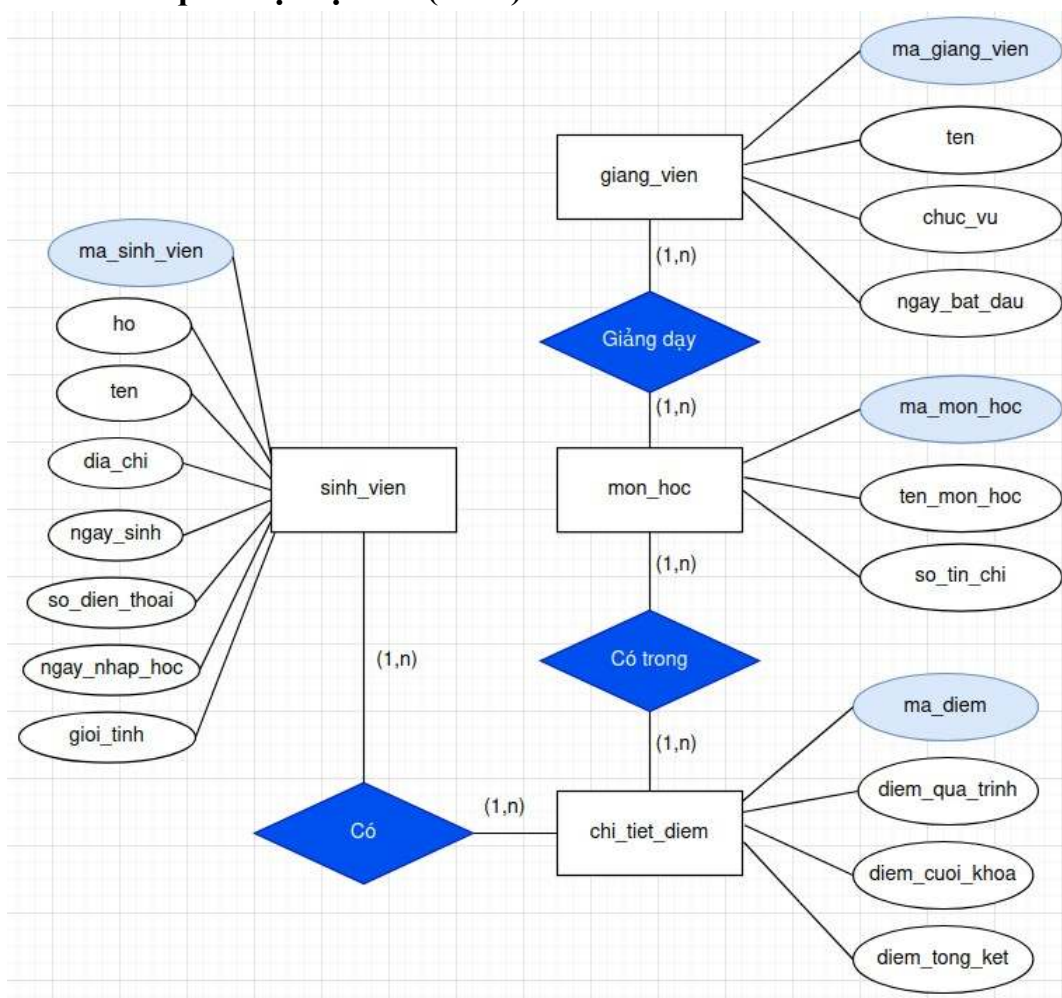 ma_giang_vien
ten
giang_vien
chuc_vu
ngay_bat_dau
(1,n)
Giảng dạy
(1,n)
ma_sinh_vien
ho
ten
dia_chi
ngay_sinh
so_dien_thoai
ngay_nhap_hoc
gioi_tinh
sinh_vien
mon_hoc
ma_mon_hoc
ten_mon_hoc
so_tin_chi
(1,n)
Có trong
(1,n)
(1,n)
Có
(1,n)
chi_tiet_diem
ma_diem
diem_qua_trinh
diem_cuoi_khoa
diem_tong_ket